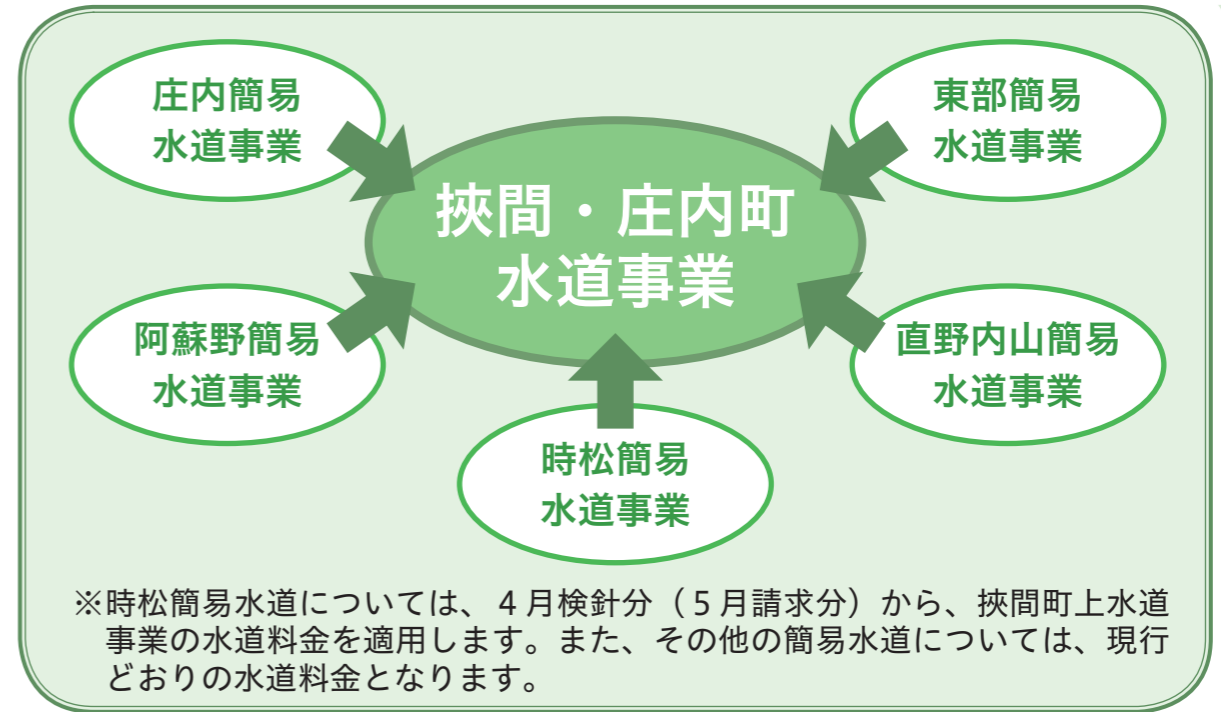 庄内簡易
水道事業
東部簡易
水道事業
挾間・庄内町
水道事業
阿蘇野簡易
水道事業
直野内山簡易
水道事業
時松簡易
水道事業
※時松簡易水道については、４月検針分（５月請求分）から、挾間町上水道
事業の水道料金を適用します。また、その他の簡易水道については、現行
どおりの水道料金となります。